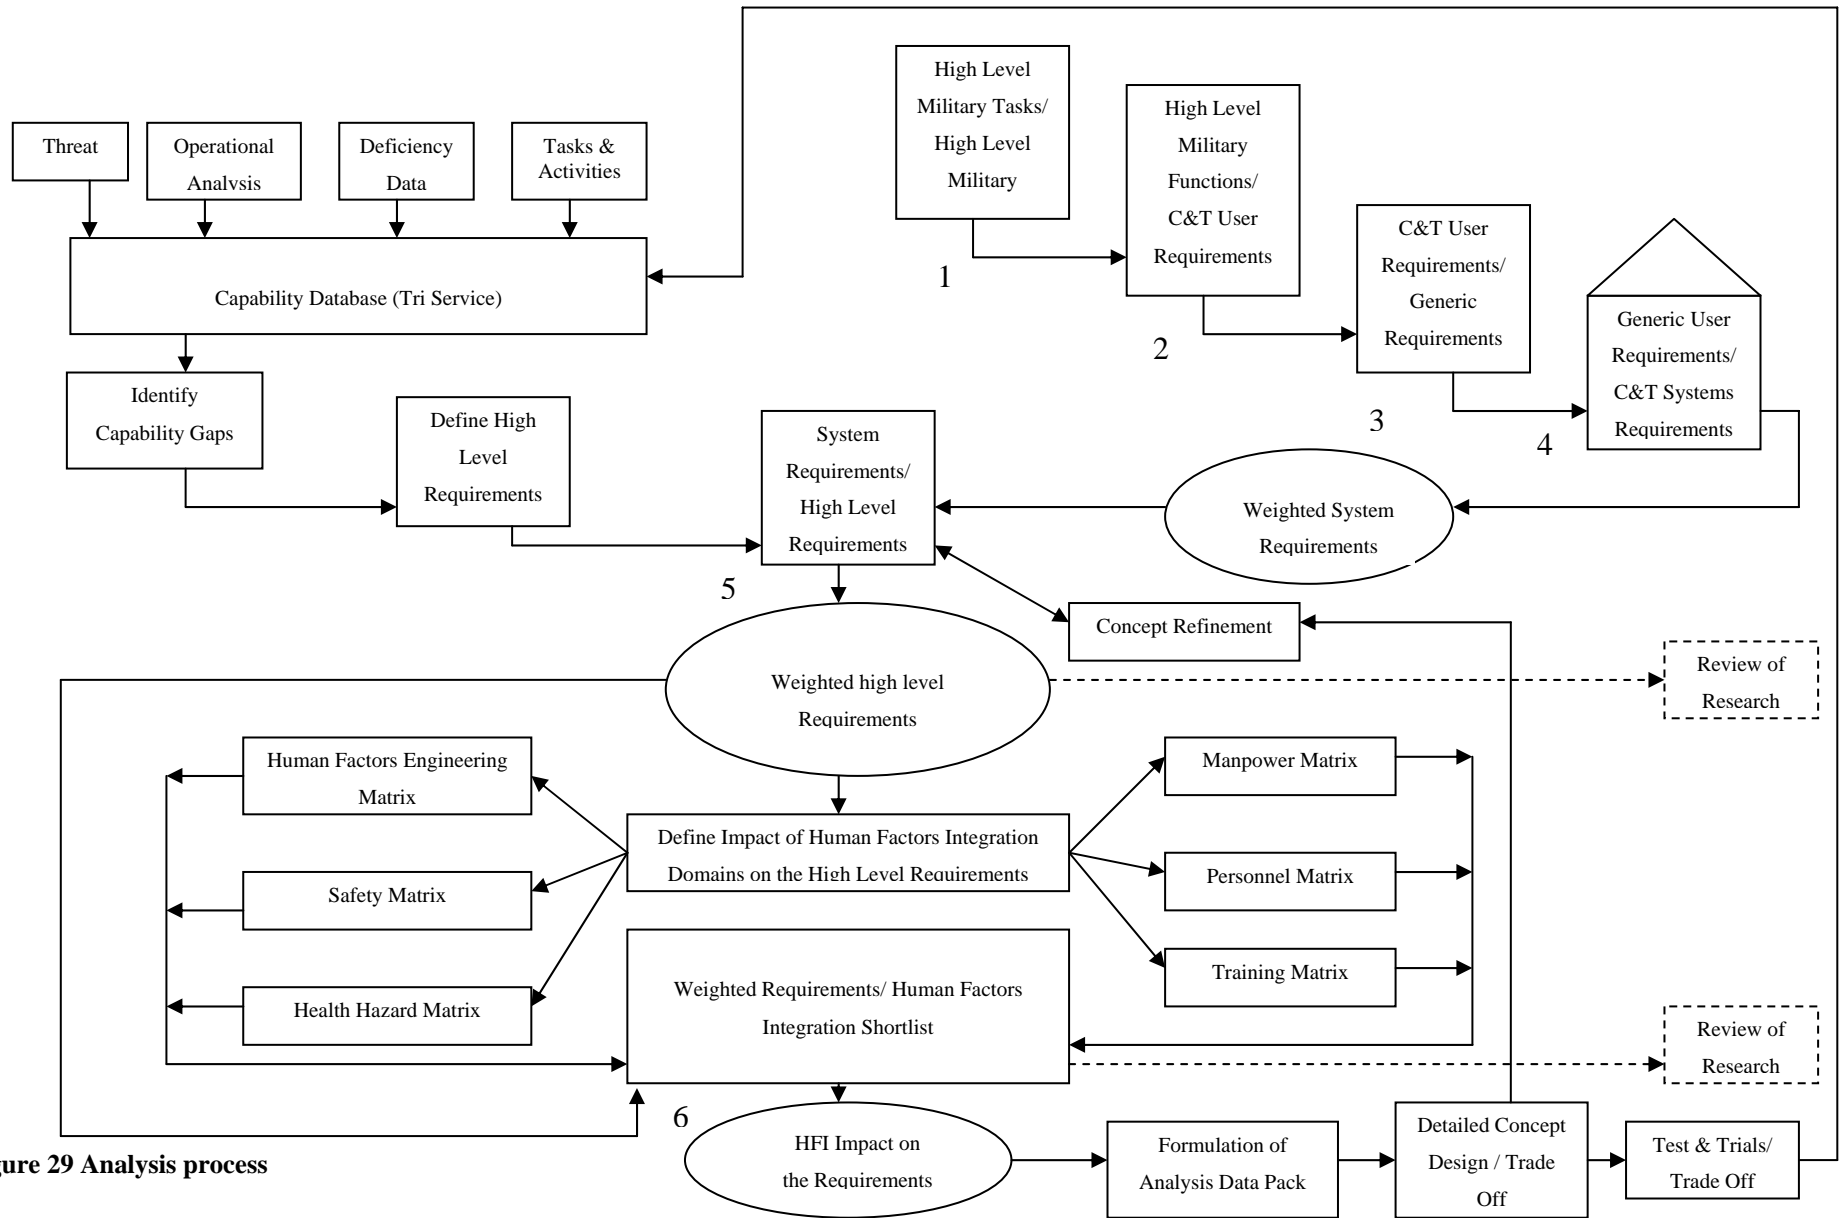 High Level
Military Tasks/
High Level
Military
High Level
Military
Functions/
C&T User
Requirements
Threat
Operational
Analysis
Deficiency
Data
Tasks &
Activities
C&T User
Requirements/
Generic
Requirements
Capability Database (Tri Service)
1
2
Generic User
Requirements/
C&T Systems
Requirements
Identify
Capability Gaps
Define High
Level
Requirements
System
Requirements/
High Level
Requirements
3
4
Weighted System
Requirements
5
Concept Refinement
Weighted high level
Requirements
Review of
Research
Human Factors Engineering
Matrix
Manpower Matrix
Define Impact of Human Factors Integration
Domains on the High Level Requirements
Safety Matrix
Personnel Matrix
Training Matrix
Health Hazard Matrix
Weighted Requirements/ Human Factors
Integration Shortlist
Review of
Research
6
HFI Impact on
the Requirements
Formulation of
Analysis Data Pack
Detailed Concept
Design / Trade
Off
Test & Trials/
Trade Off
ure 29 Analysis process